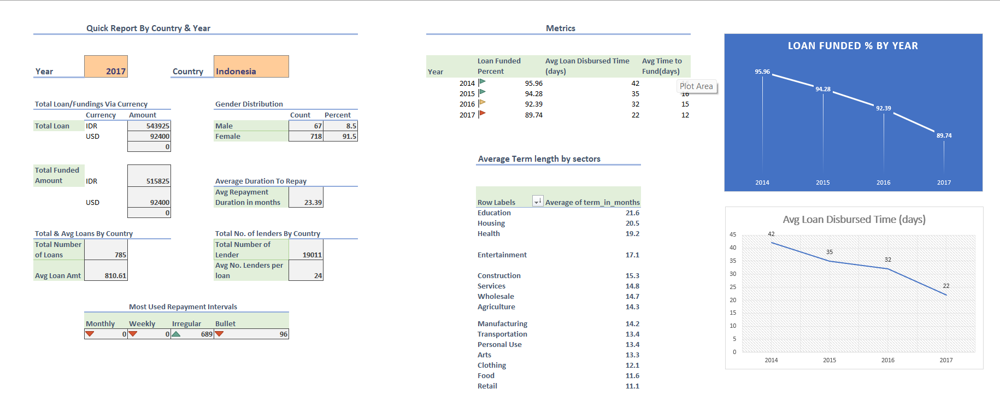 Quick Report By Country & Year
Year 2017 Country Indonesia
Total Loan/Fundings Via Currency
Currency Amount
Total Loan IDR 543925
USD 92400
0
Total Funded
Amount IDR 515825
USD 92400
0
Gender Distribution
Count Percent
Male 67 8.5
Female 718 91.5
Average Duration To Repay
Avg Repayment
Duration in months 23.39
Total & Avg Loans By Country
Total Number
of Loans 785
Avg Loan Amt 810.61
Total No. of lenders By Country
Total Number of
Lender 19011
Avg No. Lenders per
loan 24
Most Used Repayment Intervals
Monthly Weekly Irregular Bullet
0 0 689 96
Metrics
Year Loan Funded Percent Avg Loan Disbursed Time (days) Avg Time to Fund(days)
2014 95.96 42
2015 94.28 35 16
2016 92.39 32 15
2017 89.74 22 12
Plot Area
Average Term length by sectors
Row Labels Average of term_in_months
Education 21.6
Housing 20.5
Health 19.2
Entertainment 17.1
Construction 15.3
Services 14.8
Wholesale 14.7
Agriculture 14.3
Manufacturing 14.2
Transportation 13.4
Personal Use 13.4
Arts 13.3
Clothing 12.1
Food 11.6
Retail 11.1
LOAN FUNDED % BY YEAR
95.96
94.28
92.39
89.74
2014 2015 2016 2017
Avg Loan Disbursed Time (days)
45
40
35
30
25
20
15
10
5
0
42
35
32
22
2014 2015 2016 2017